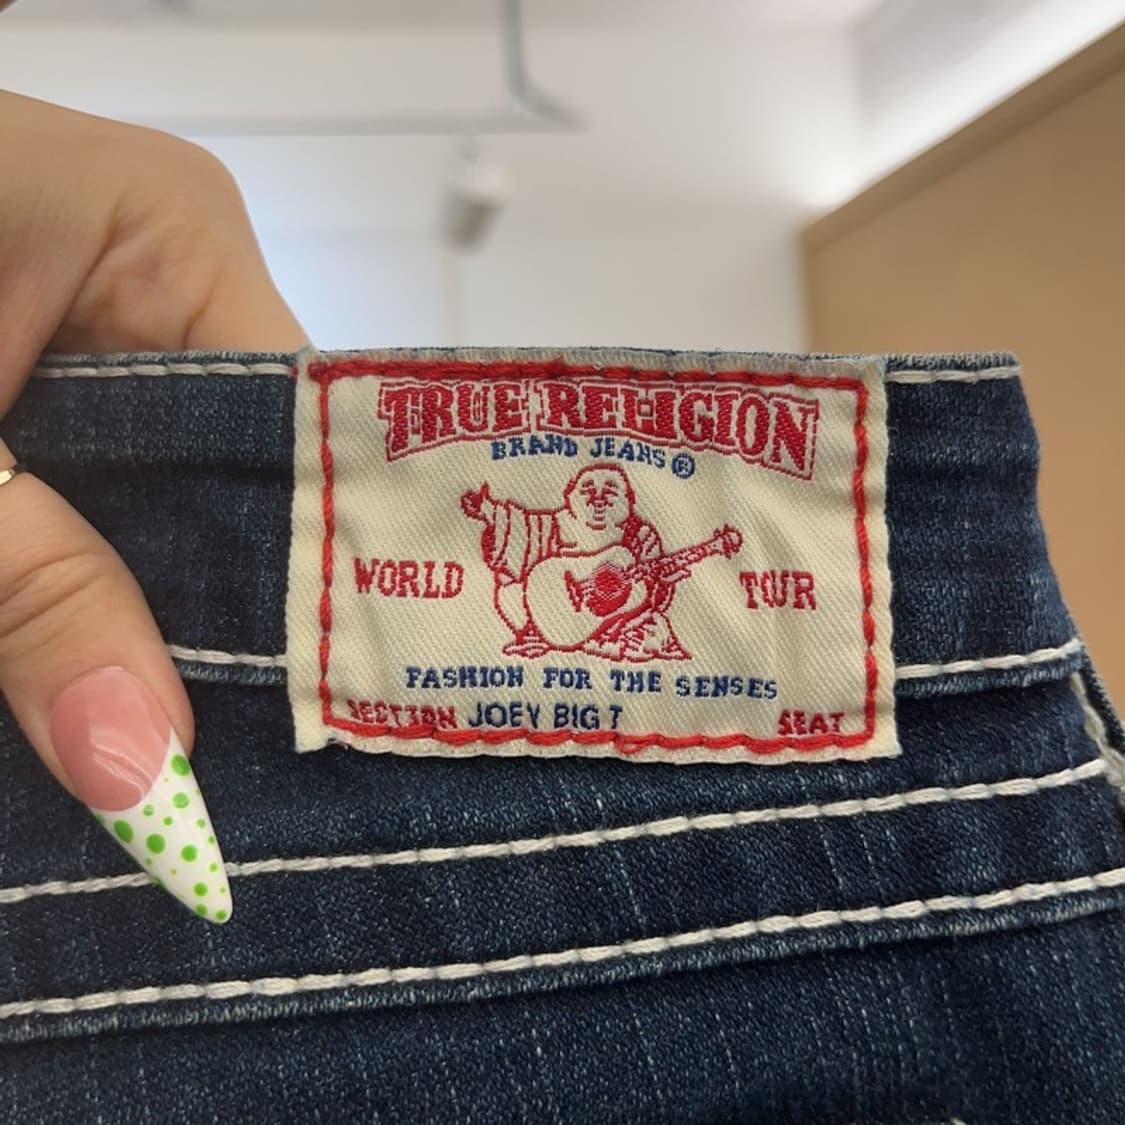 TRUE RELIGION
BRAND JEANS®
WORLD TOUR
FASHION FOR THE SENSES
SECTION JOEY BIG T SEAT